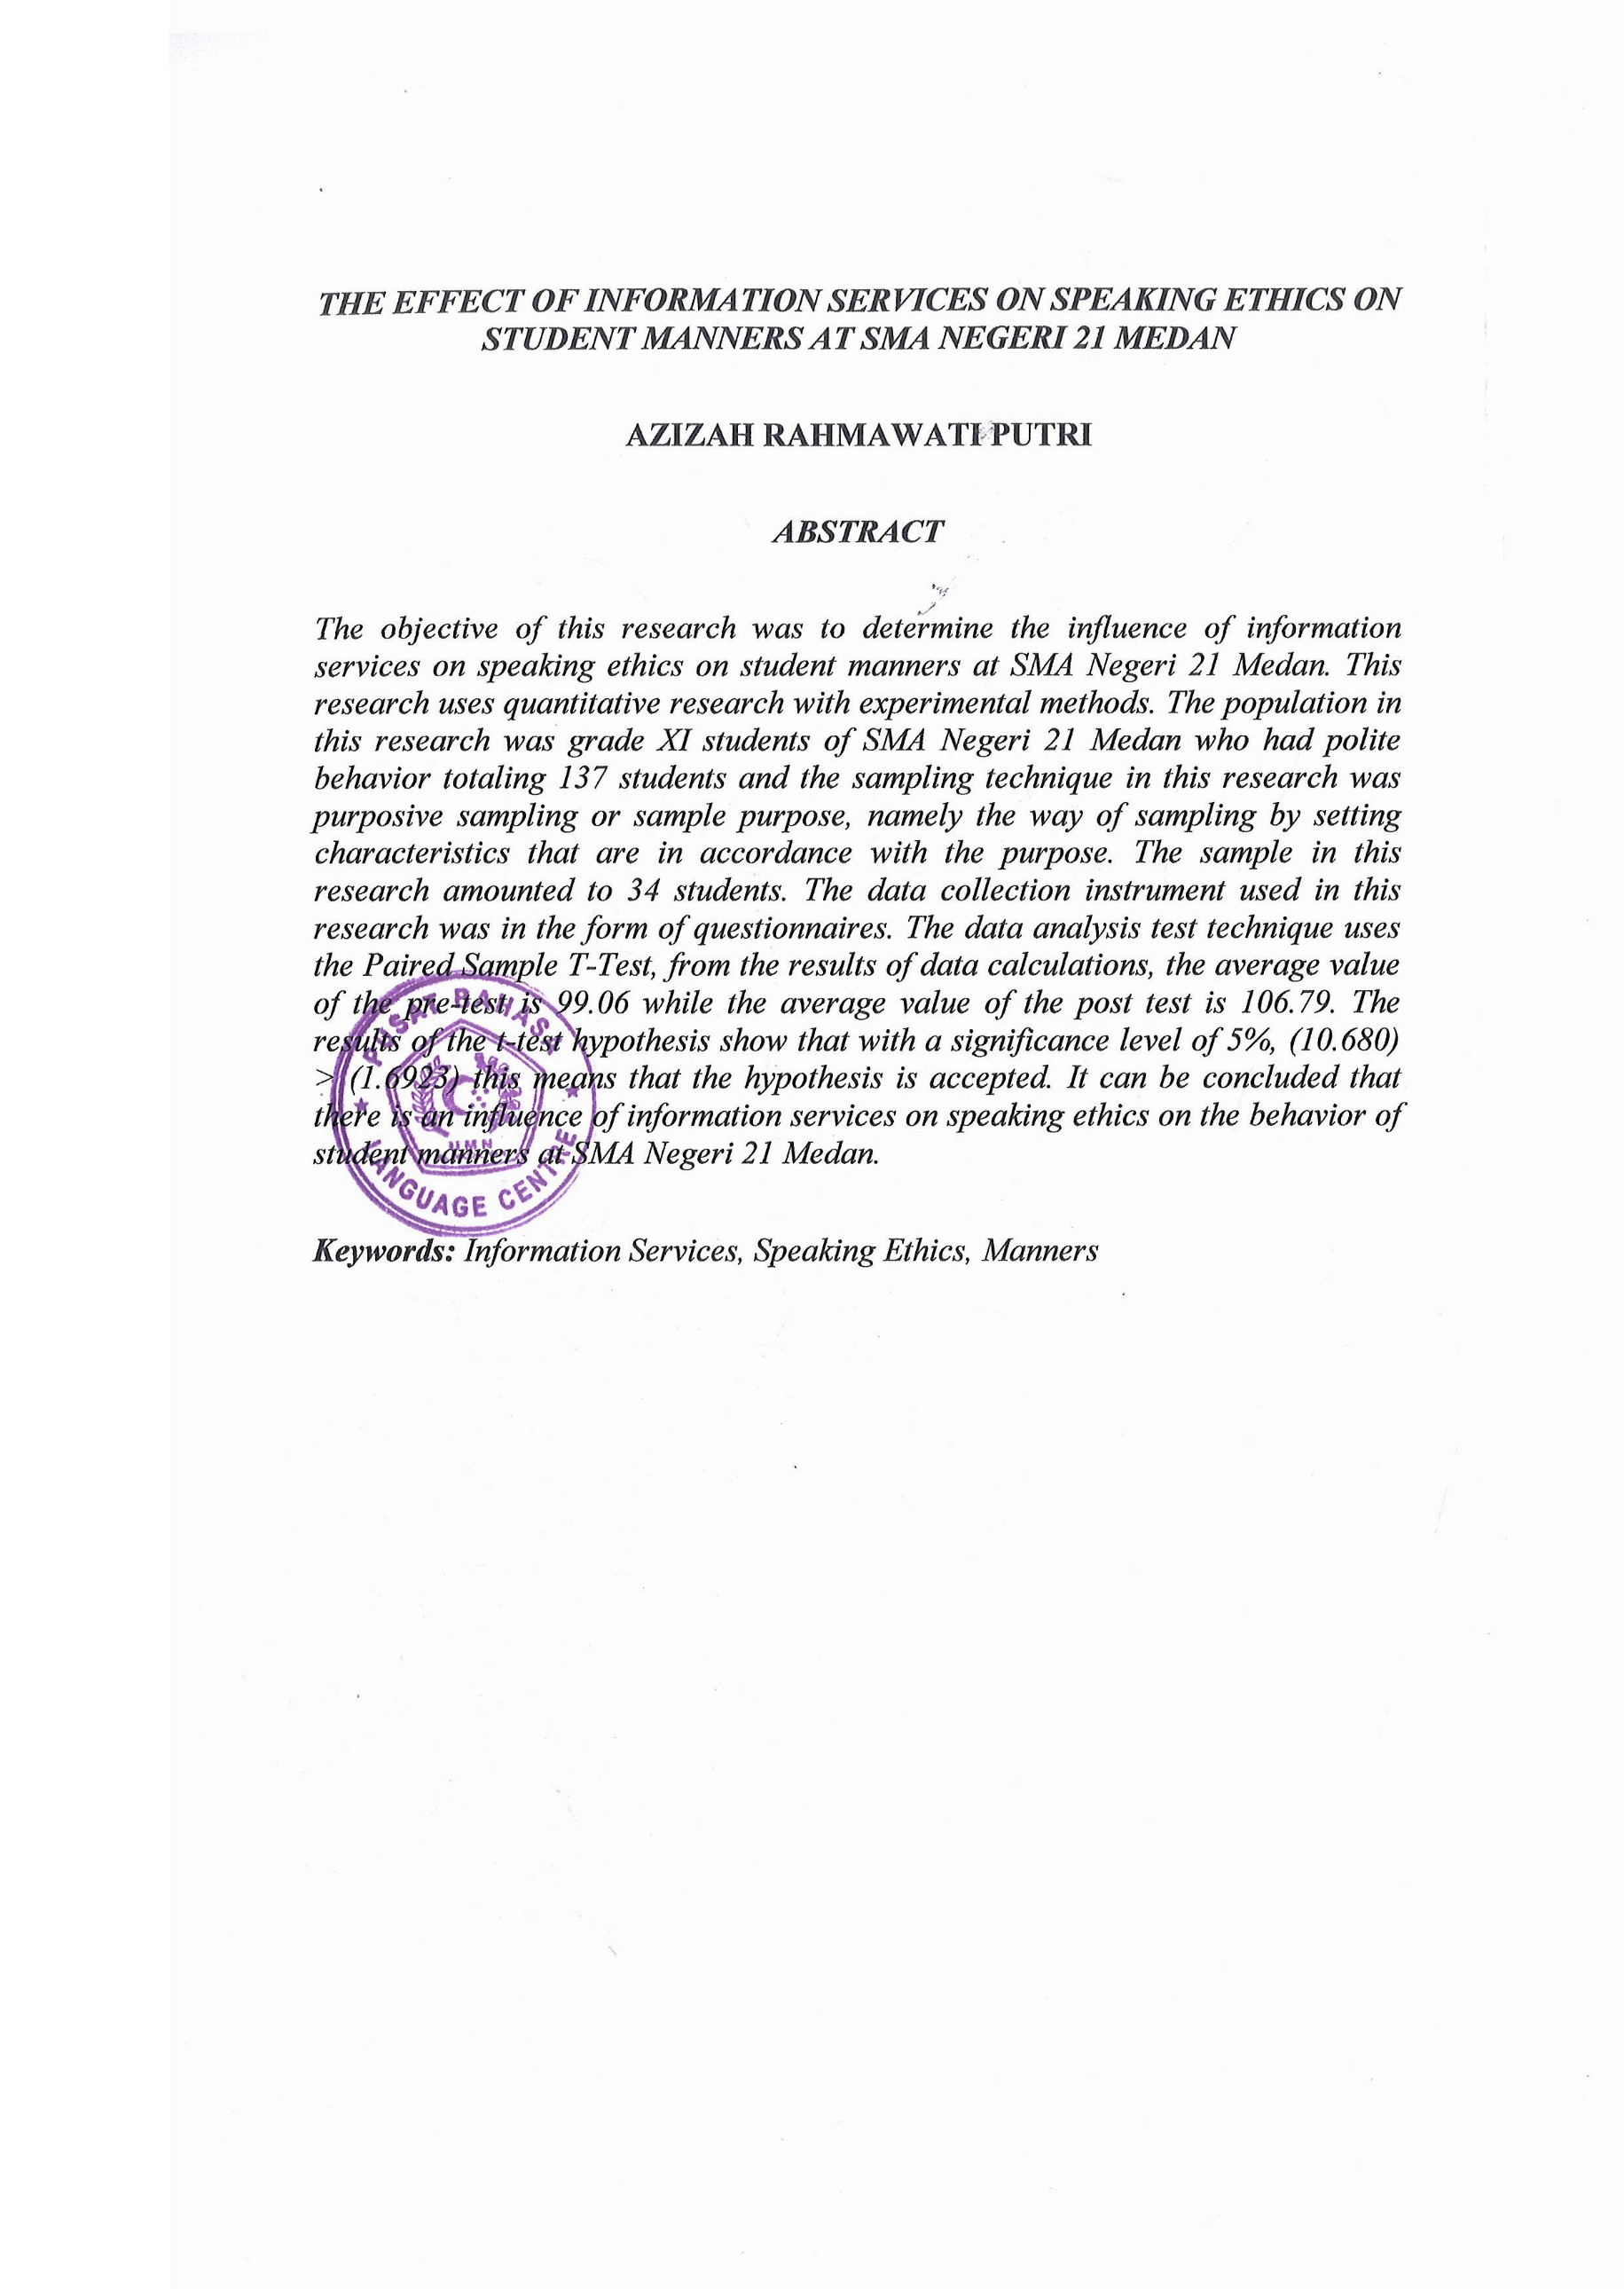 THE EFFECT OF INFORMATION SERVICES ON SPEAKING ETHICS ON
STUDENT MANNERS AT SMA NEGERI 21 MEDAN
AZIZAH RAHMAWATI PUTRI
ABSTRACT
The objective of this research was to determine the influence of information
services on speaking ethics on student manners at SMA Negeri 21 Medan. This
research uses quantitative research with experimental methods. The population in
this research was grade XI students of SMA Negeri 21 Medan who had polite
behavior totaling 137 students and the sampling technique in this research was
purposive sampling or sample purpose, namely the way of sampling by setting
characteristics that are in accordance with the purpose. The sample in this
research amounted to 34 students. The data collection instrument used in this
research was in the form of questionnaires. The data analysis test technique uses
the Paired Sample T-Test, from the results of data calculations, the average value
of the pre-test is 99.06 while the average value of the post test is 106.79. The
results of the t-test hypothesis show that with a significance level of 5%, (10.680)
> (1.6923) this means that the hypothesis is accepted. It can be concluded that
there is an influence of information services on speaking ethics on the behavior of
student manners at SMA Negeri 21 Medan.
PUSAT BAHASA
UMN
LANGUAGE CENTRE
Keywords: Information Services, Speaking Ethics, Manners